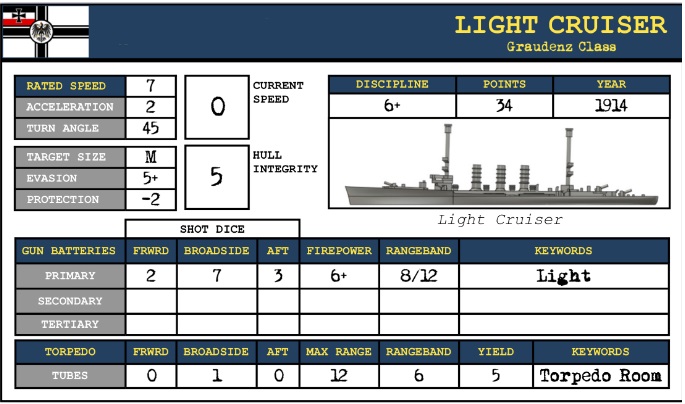 LIGHT CRUISER
Graudenz Class
RATED SPEED 7
ACCELERATION 2
TURN ANGLE 45
0 CURRENT SPEED
TARGET SIZE M
EVASION 5+
PROTECTION -2
5 HULL INTEGRITY
DISCIPLINE POINTS YEAR
6+ 34 1914
Light Cruiser
SHOT DICE
GUN BATTERIES FRWRD BROADSIDE AFT FIREPOWER RANGEBAND KEYWORDS
PRIMARY 2 7 3 6+ 8/12 Light
SECONDARY
TERTIARY
TORPEDO FRWRD BROADSIDE AFT MAX RANGE RANGEBAND YIELD KEYWORDS
TUBES 0 1 0 12 6 5 Torpedo Room